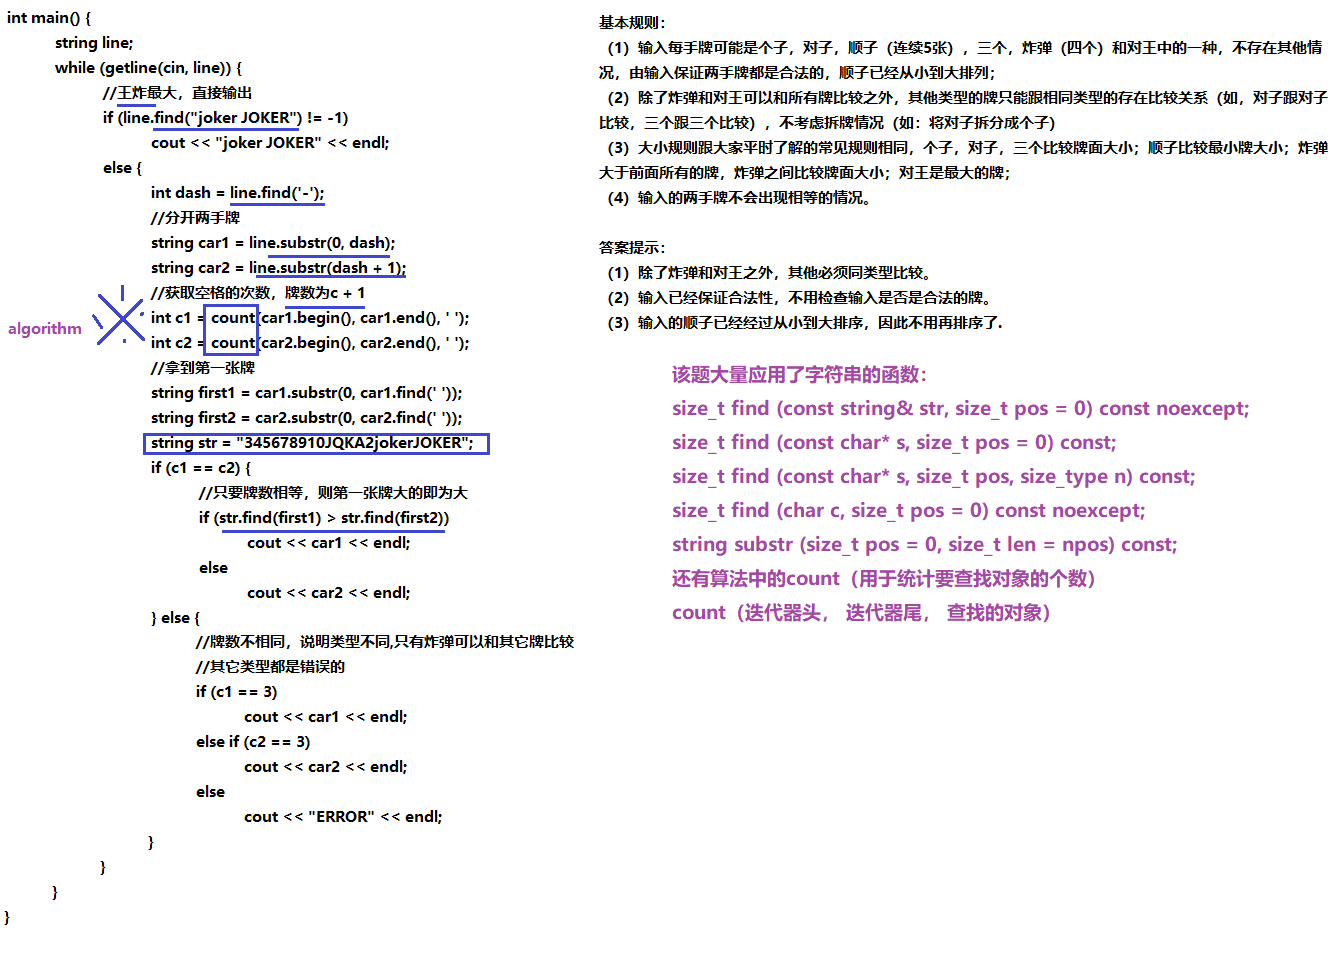 int main() {
string line;
while (getline(cin, line)) {
//王炸最大，直接输出
if (line.find("joker JOKER") != -1)
cout << "joker JOKER" << endl;
else {
int dash = line.find('-');
//分开两手牌
string car1 = line.substr(0, dash);
string car2 = line.substr(dash + 1);
//获取空格的次数，牌数为c + 1
int c1 = count(car1.begin(), car1.end(), ' ');
int c2 = count(car2.begin(), car2.end(), ' ');
//拿到第一张牌
string first1 = car1.substr(0, car1.find(' '));
string first2 = car2.substr(0, car2.find(' '));
string str = "345678910JQKA2jokerJOKER";
if (c1 == c2) {
//只要牌数相等，则第一张牌大的即为大
if (str.find(first1) > str.find(first2))
cout << car1 << endl;
else
cout << car2 << endl;
} else {
//牌数不相同，说明类型不同,只有炸弹可以和其它牌比较
//其它类型都是错误的
if (c1 == 3)
cout << car1 << endl;
else if (c2 == 3)
cout << car2 << endl;
else
cout << "ERROR" << endl;
}
}
}
}
algorithm
基本规则：
（1）输入每手牌可能是个子，对子，顺子（连续5张），三个，炸弹（四个）和对王中的一种，不存在其他情
况，由输入保证两手牌都是合法的，顺子已经从小到大排列；
（2）除了炸弹和对王可以和所有牌比较之外，其他类型的牌只能跟相同类型的存在比较关系（如，对子跟对子
比较，三个跟三个比较），不考虑拆牌情况（如：将对子拆分成个子）
（3）大小规则跟大家平时了解的常见规则相同，个子，对子，三个比较牌面大小；顺子比较最小牌大小；炸弹
大于前面所有的牌，炸弹之间比较牌面大小；对王是最大的牌；
（4）输入的两手牌不会出现相等的情况。
答案提示：
（1）除了炸弹和对王之外，其他必须同类型比较。
（2）输入已经保证合法性，不用检查输入是否是合法的牌。
（3）输入的顺子已经经过从小到大排序，因此不用再排序了.
该题大量应用了字符串的函数：
size_t find (const string& str, size_t pos = 0) const noexcept;
size_t find (const char* s, size_t pos = 0) const;
size_t find (const char* s, size_t pos, size_type n) const;
size_t find (char c, size_t pos = 0) const noexcept;
string substr (size_t pos = 0, size_t len = npos) const;
还有算法中的count（用于统计要查找对象的个数）
count（迭代器头， 迭代器尾， 查找的对象）